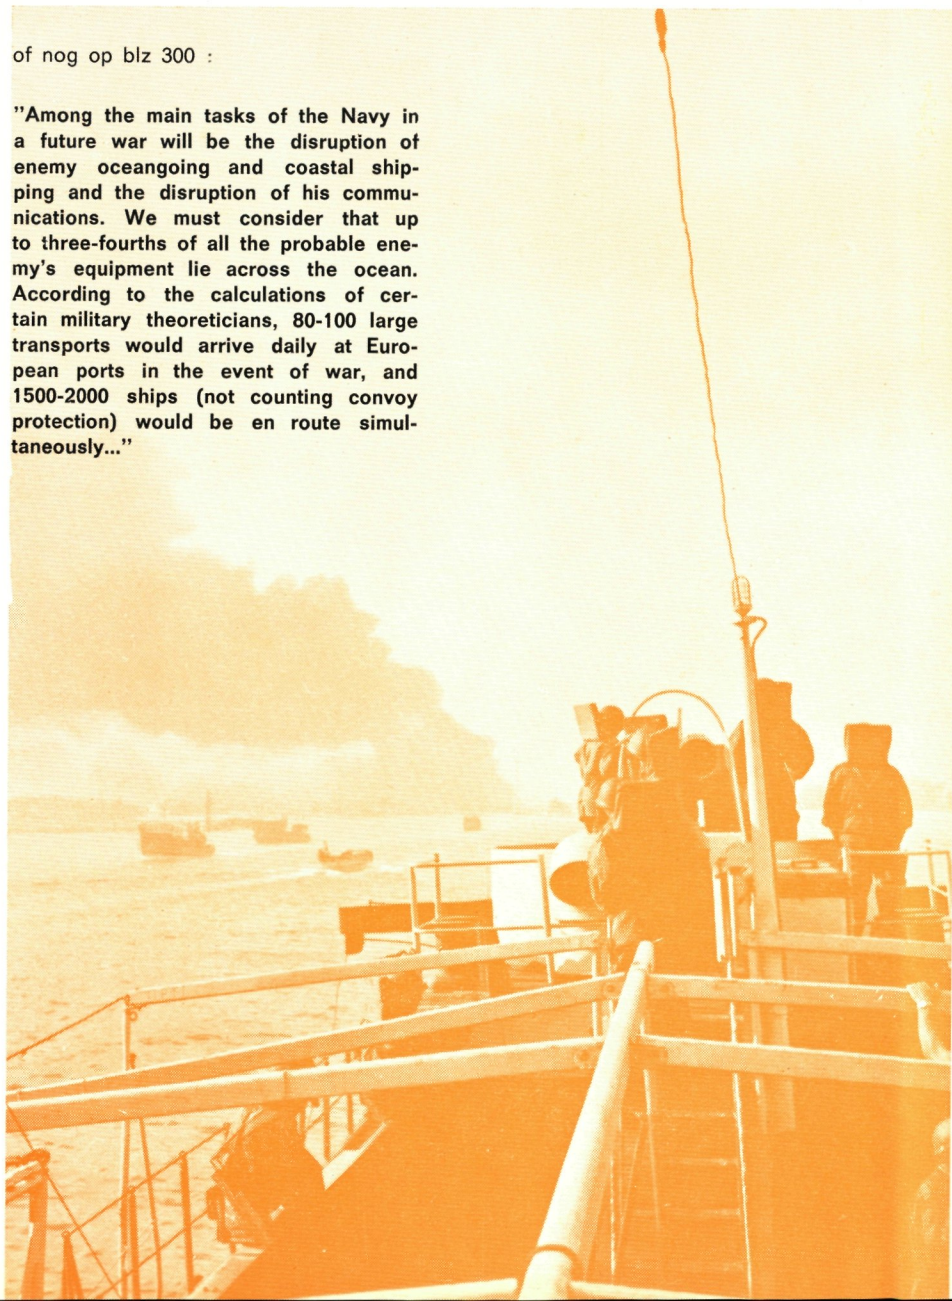 of nog op blz 300 :
"Among the main tasks of the Navy in
a future war will be the disruption of
enemy oceangoing and coastal ship-
ping and the disruption of his commu-
nications. We must consider that up
to three-fourths of all the probable ene-
my's equipment lie across the ocean.
According to the calculations of cer-
tain military theoreticians, 80-100 large
transports would arrive daily at Euro-
pean ports in the event of war, and
1500-2000 ships (not counting convoy
protection) would be en route simul-
taneously..."